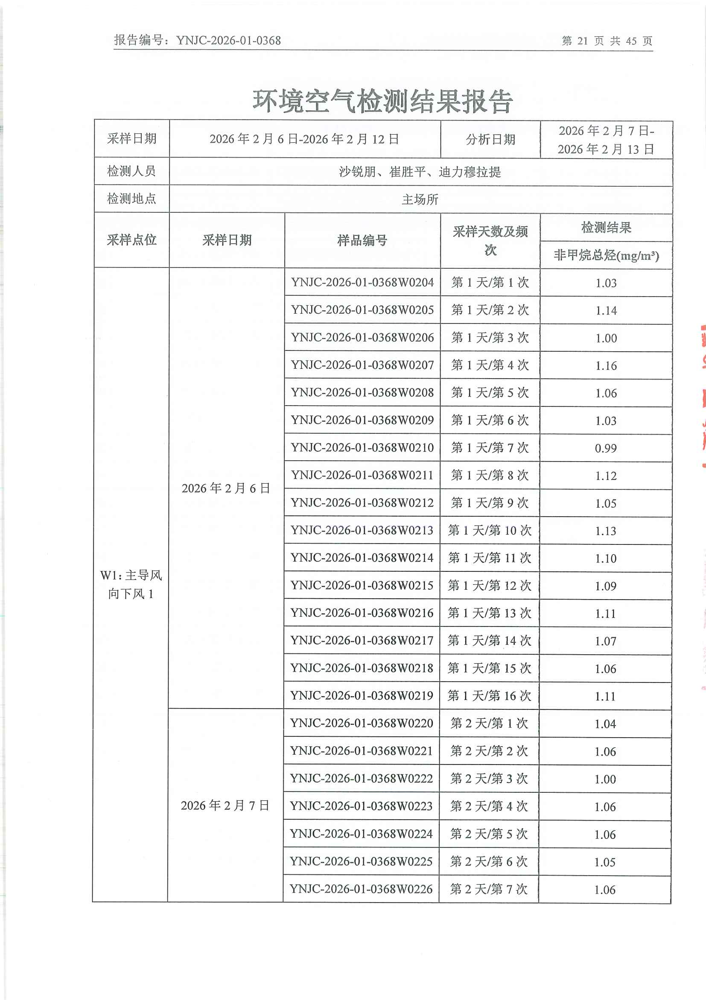 报告编号：YNJC-2026-01-0368 第 21 页 共 45 页
环境空气检测结果报告
采样日期 2026 年 2 月 6 日-2026 年 2 月 12 日 分析日期 2026 年 2 月 7 日-
2026 年 2 月 13 日
检测人员 沙锐朋、崔胜平、迪力穆拉提
检测地点 主场所
采样点位 采样日期 样品编号 采样天数及频
次
检测结果
非甲烷总烃(mg/m³)
W1：主导风
向下风 1
2026 年 2 月 6 日
YNJC-2026-01-0368W0204 第 1 天/第 1 次 1.03
YNJC-2026-01-0368W0205 第 1 天/第 2 次 1.14
YNJC-2026-01-0368W0206 第 1 天/第 3 次 1.00
YNJC-2026-01-0368W0207 第 1 天/第 4 次 1.16
YNJC-2026-01-0368W0208 第 1 天/第 5 次 1.06
YNJC-2026-01-0368W0209 第 1 天/第 6 次 1.03
YNJC-2026-01-0368W0210 第 1 天/第 7 次 0.99
YNJC-2026-01-0368W0211 第 1 天/第 8 次 1.12
YNJC-2026-01-0368W0212 第 1 天/第 9 次 1.05
YNJC-2026-01-0368W0213 第 1 天/第 10 次 1.13
YNJC-2026-01-0368W0214 第 1 天/第 11 次 1.10
YNJC-2026-01-0368W0215 第 1 天/第 12 次 1.09
YNJC-2026-01-0368W0216 第 1 天/第 13 次 1.11
YNJC-2026-01-0368W0217 第 1 天/第 14 次 1.07
YNJC-2026-01-0368W0218 第 1 天/第 15 次 1.06
YNJC-2026-01-0368W0219 第 1 天/第 16 次 1.11
2026 年 2 月 7 日
YNJC-2026-01-0368W0220 第 2 天/第 1 次 1.04
YNJC-2026-01-0368W0221 第 2 天/第 2 次 1.06
YNJC-2026-01-0368W0222 第 2 天/第 3 次 1.00
YNJC-2026-01-0368W0223 第 2 天/第 4 次 1.06
YNJC-2026-01-0368W0224 第 2 天/第 5 次 1.06
YNJC-2026-01-0368W0225 第 2 天/第 6 次 1.05
YNJC-2026-01-0368W0226 第 2 天/第 7 次 1.06